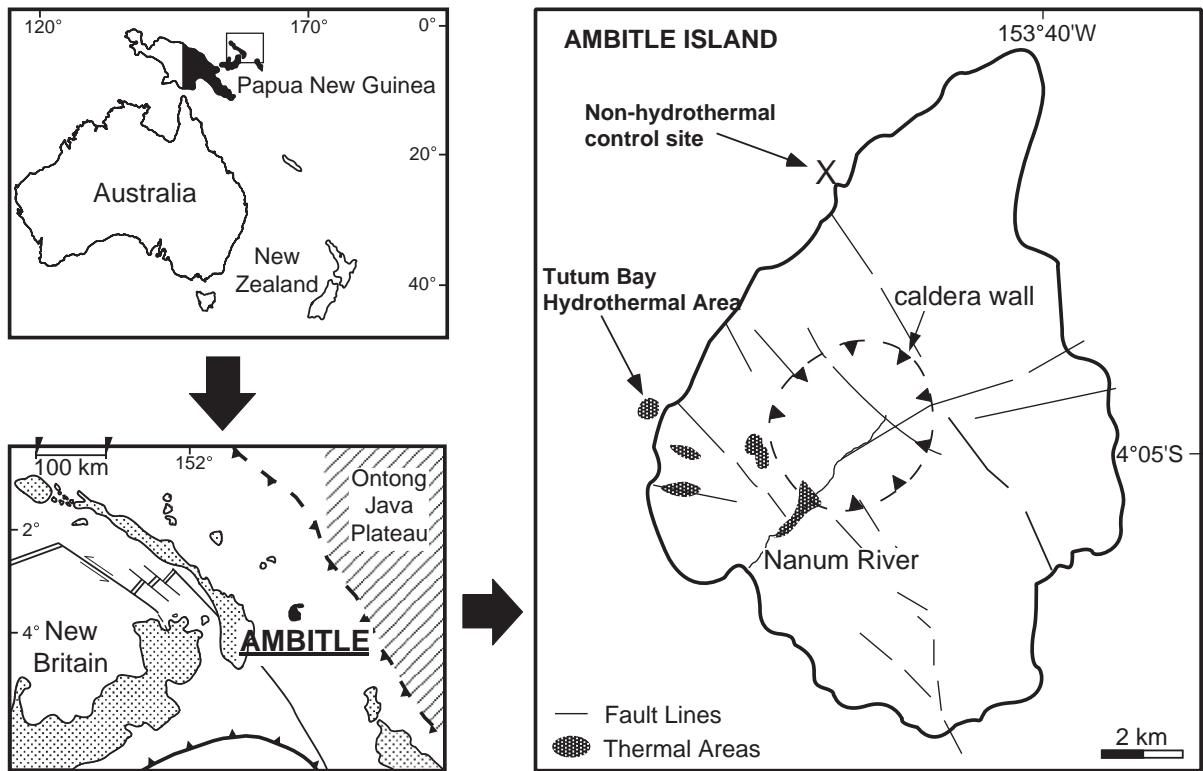 120°
170°
0°
Papua New Guinea
20°
Australia
New
Zealand
40°
100 km
152°
Ontong
Java
Plateau
2°
4°
New
Britain
AMBITLE
AMBITLE ISLAND
153°40'W
Non-hydrothermal
control site
X
Tutum Bay
Hydrothermal Area
caldera wall
4°05'S
Nanum River
Fault Lines
Thermal Areas
2 km